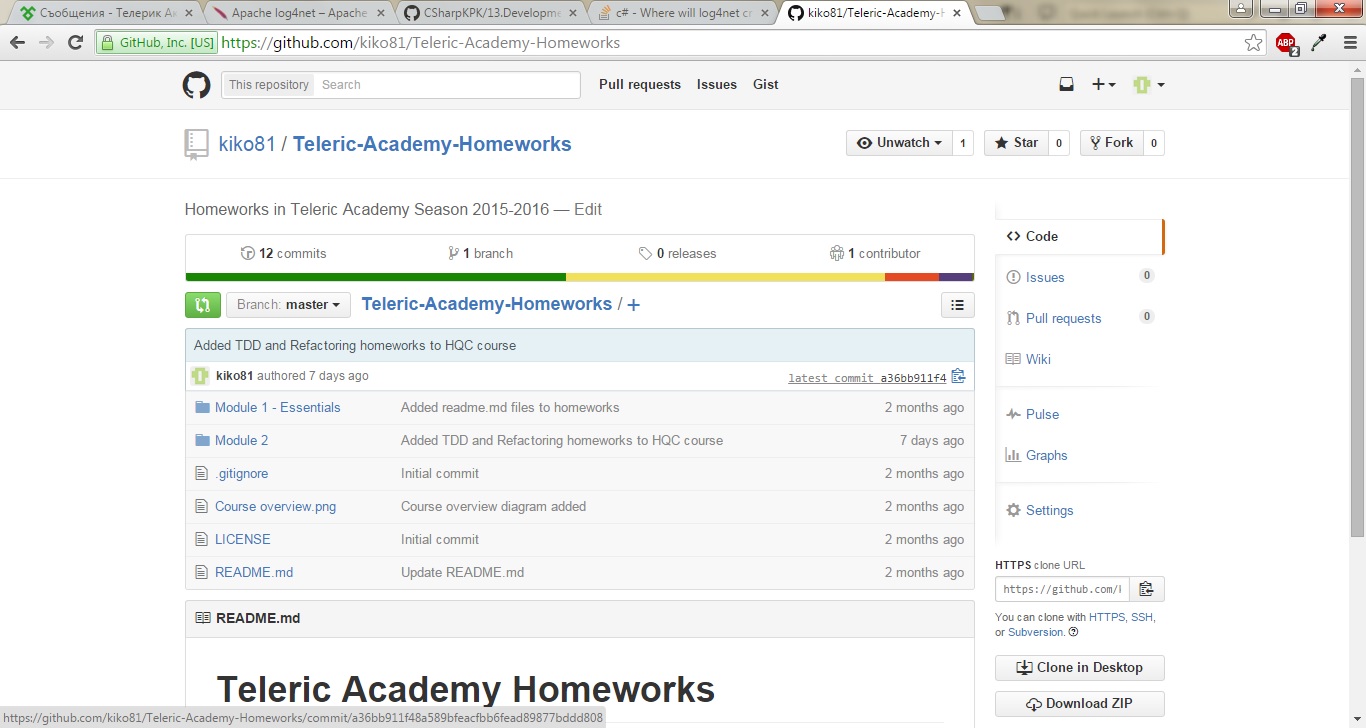 Съобщения - Телерик Ак
Apache log4net – Apache
CSharpKPK/13.Developme
c# - Where will log4net cr
kiko81/Teleric-Academy-H
GitHub, Inc. [US] https://github.com/kiko81/Teleric-Academy-Homeworks
ABP 2
This repository Search Pull requests Issues Gist
kiko81 / Teleric-Academy-Homeworks
Unwatch 1 Star 0 Fork 0
Homeworks in Teleric Academy Season 2015-2016 — Edit
12 commits 1 branch 0 releases 1 contributor
Branch: master Teleric-Academy-Homeworks / +
Added TDD and Refactoring homeworks to HQC course
kiko81 authored 7 days ago latest commit a36bb911f4
Module 1 - Essentials Added readme.md files to homeworks 2 months ago
Module 2 Added TDD and Refactoring homeworks to HQC course 7 days ago
.gitignore Initial commit 2 months ago
Course overview.png Course overview diagram added 2 months ago
LICENSE Initial commit 2 months ago
README.md Update README.md 2 months ago
README.md
Teleric Academy Homeworks
Code
Issues 0
Pull requests 0
Wiki
Pulse
Graphs
Settings
HTTPS clone URL
https://github.com/k
You can clone with HTTPS, SSH,
or Subversion.
Clone in Desktop
Download ZIP
https://github.com/kiko81/Teleric-Academy-Homeworks/commit/a36bb911f48a589bfeacfbb6fead89877bddd808